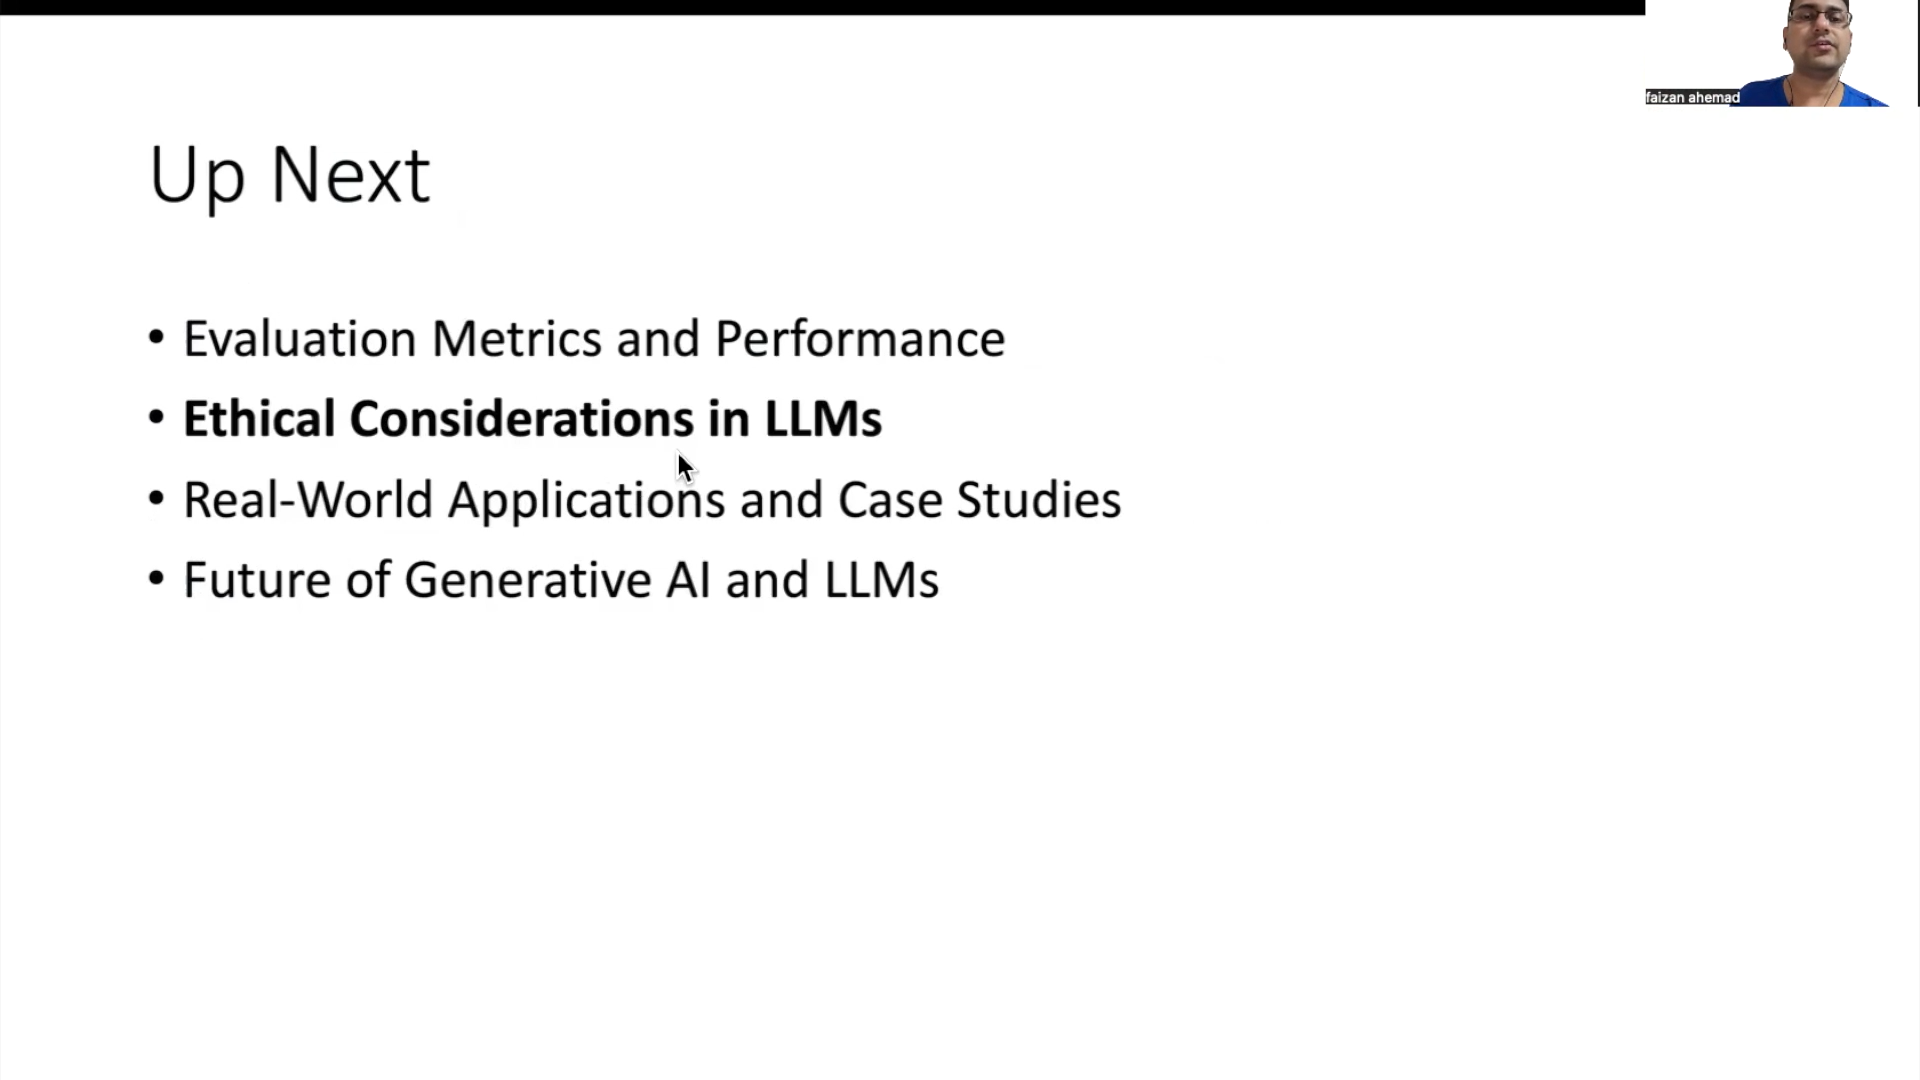 faizan ahemad
Up Next
• Evaluation Metrics and Performance
• Ethical Considerations in LLMs
• Real-World Applications and Case Studies
• Future of Generative AI and LLMs